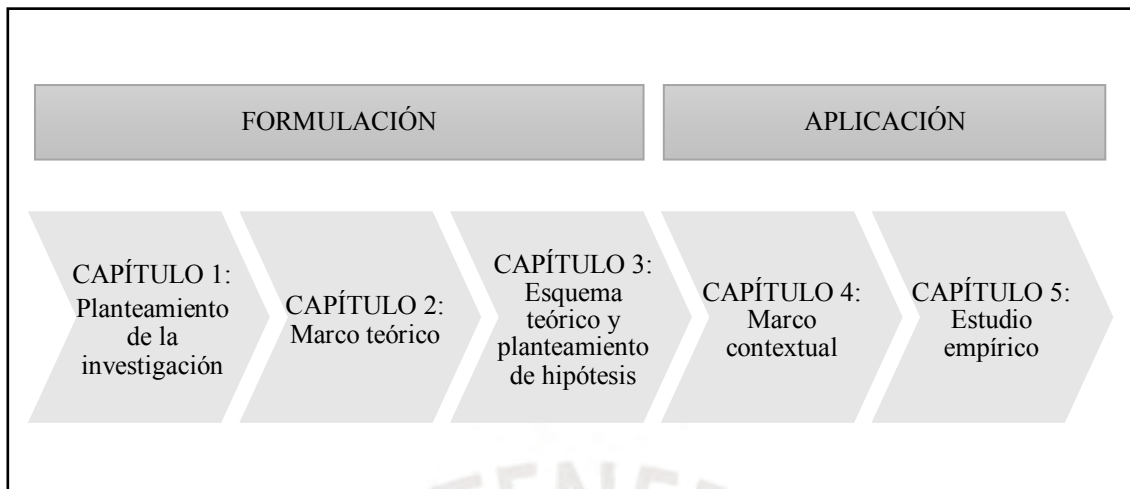 FORMULACIÓN
APLICACIÓN
CAPÍTULO 1:
Planteamiento
de la
investigación
CAPÍTULO 2:
Marco teórico
CAPÍTULO 3:
Esquema
teórico y
planteamiento
de hipótesis
CAPÍTULO 4:
Marco
contextual
CAPÍTULO 5:
Estudio
empírico